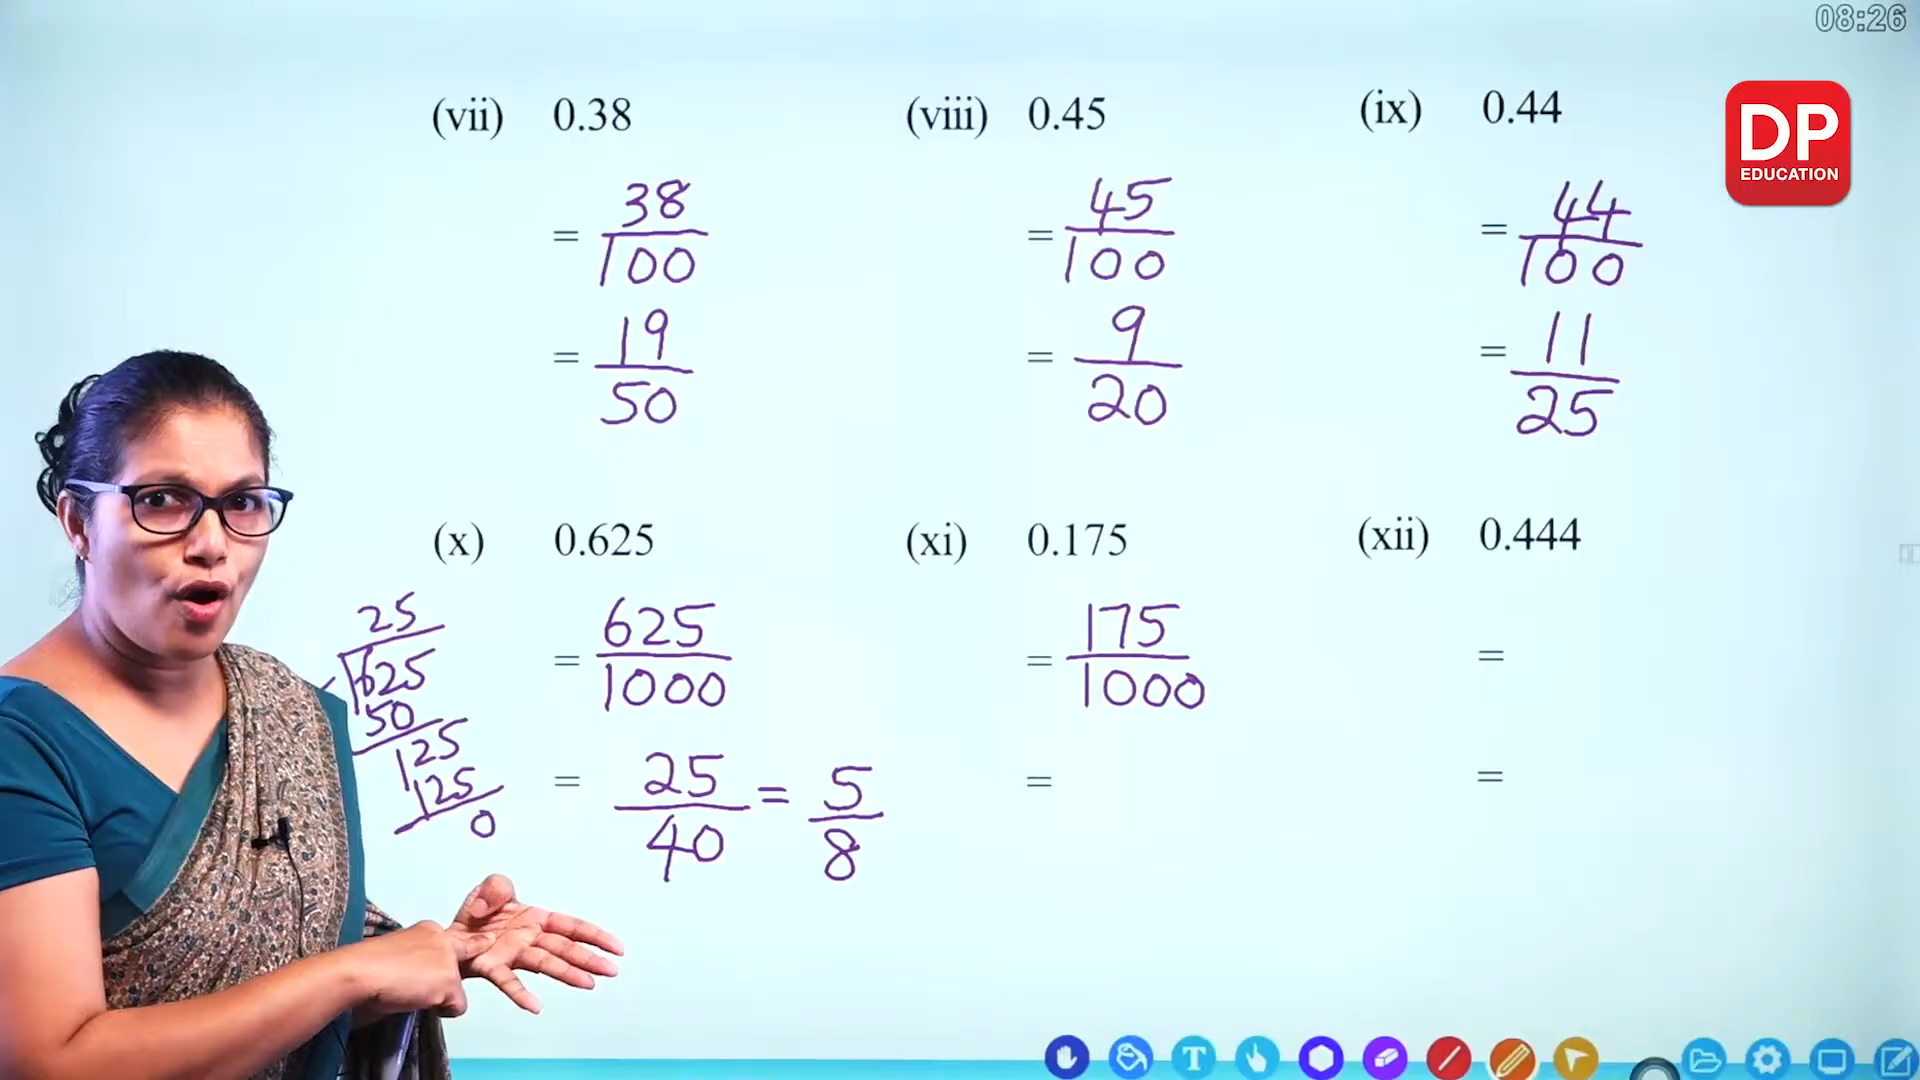 08:26
DP
EDUCATION
(vii) 0.38
= 38/100
= 19/50
(viii) 0.45
= 45/100
= 9/20
(ix) 0.44
= 44/100
= 11/25
(x) 0.625
= 625/1000
= 25/40 = 5/8
25
625
50
125
125
0
(xi) 0.175
= 175/1000
=
(xii) 0.444
=
=
T